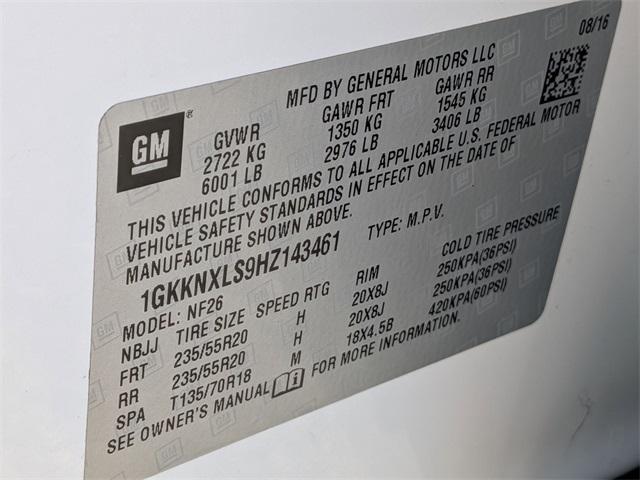 08/16
MFD BY GENERAL MOTORS LLC
GM ®
GVWR GAWR FRT GAWR RR
2722 KG 1350 KG 1545 KG
6001 LB 2976 LB 3406 LB
THIS VEHICLE CONFORMS TO ALL APPLICABLE U.S. FEDERAL MOTOR
VEHICLE SAFETY STANDARDS IN EFFECT ON THE DATE OF
MANUFACTURE SHOWN ABOVE.
1GKKNXLS9HZ143461 TYPE: M.P.V.
MODEL: NF26
NBJJ TIRE SIZE SPEED RTG RIM COLD TIRE PRESSURE
FRT 235/55R20 H 20X8J 250KPA(36PSI)
RR 235/55R20 H 20X8J 250KPA(36PSI)
SPA T135/70R18 M 18X4.5B 420KPA(60PSI)
SEE OWNER'S MANUAL FOR MORE INFORMATION.